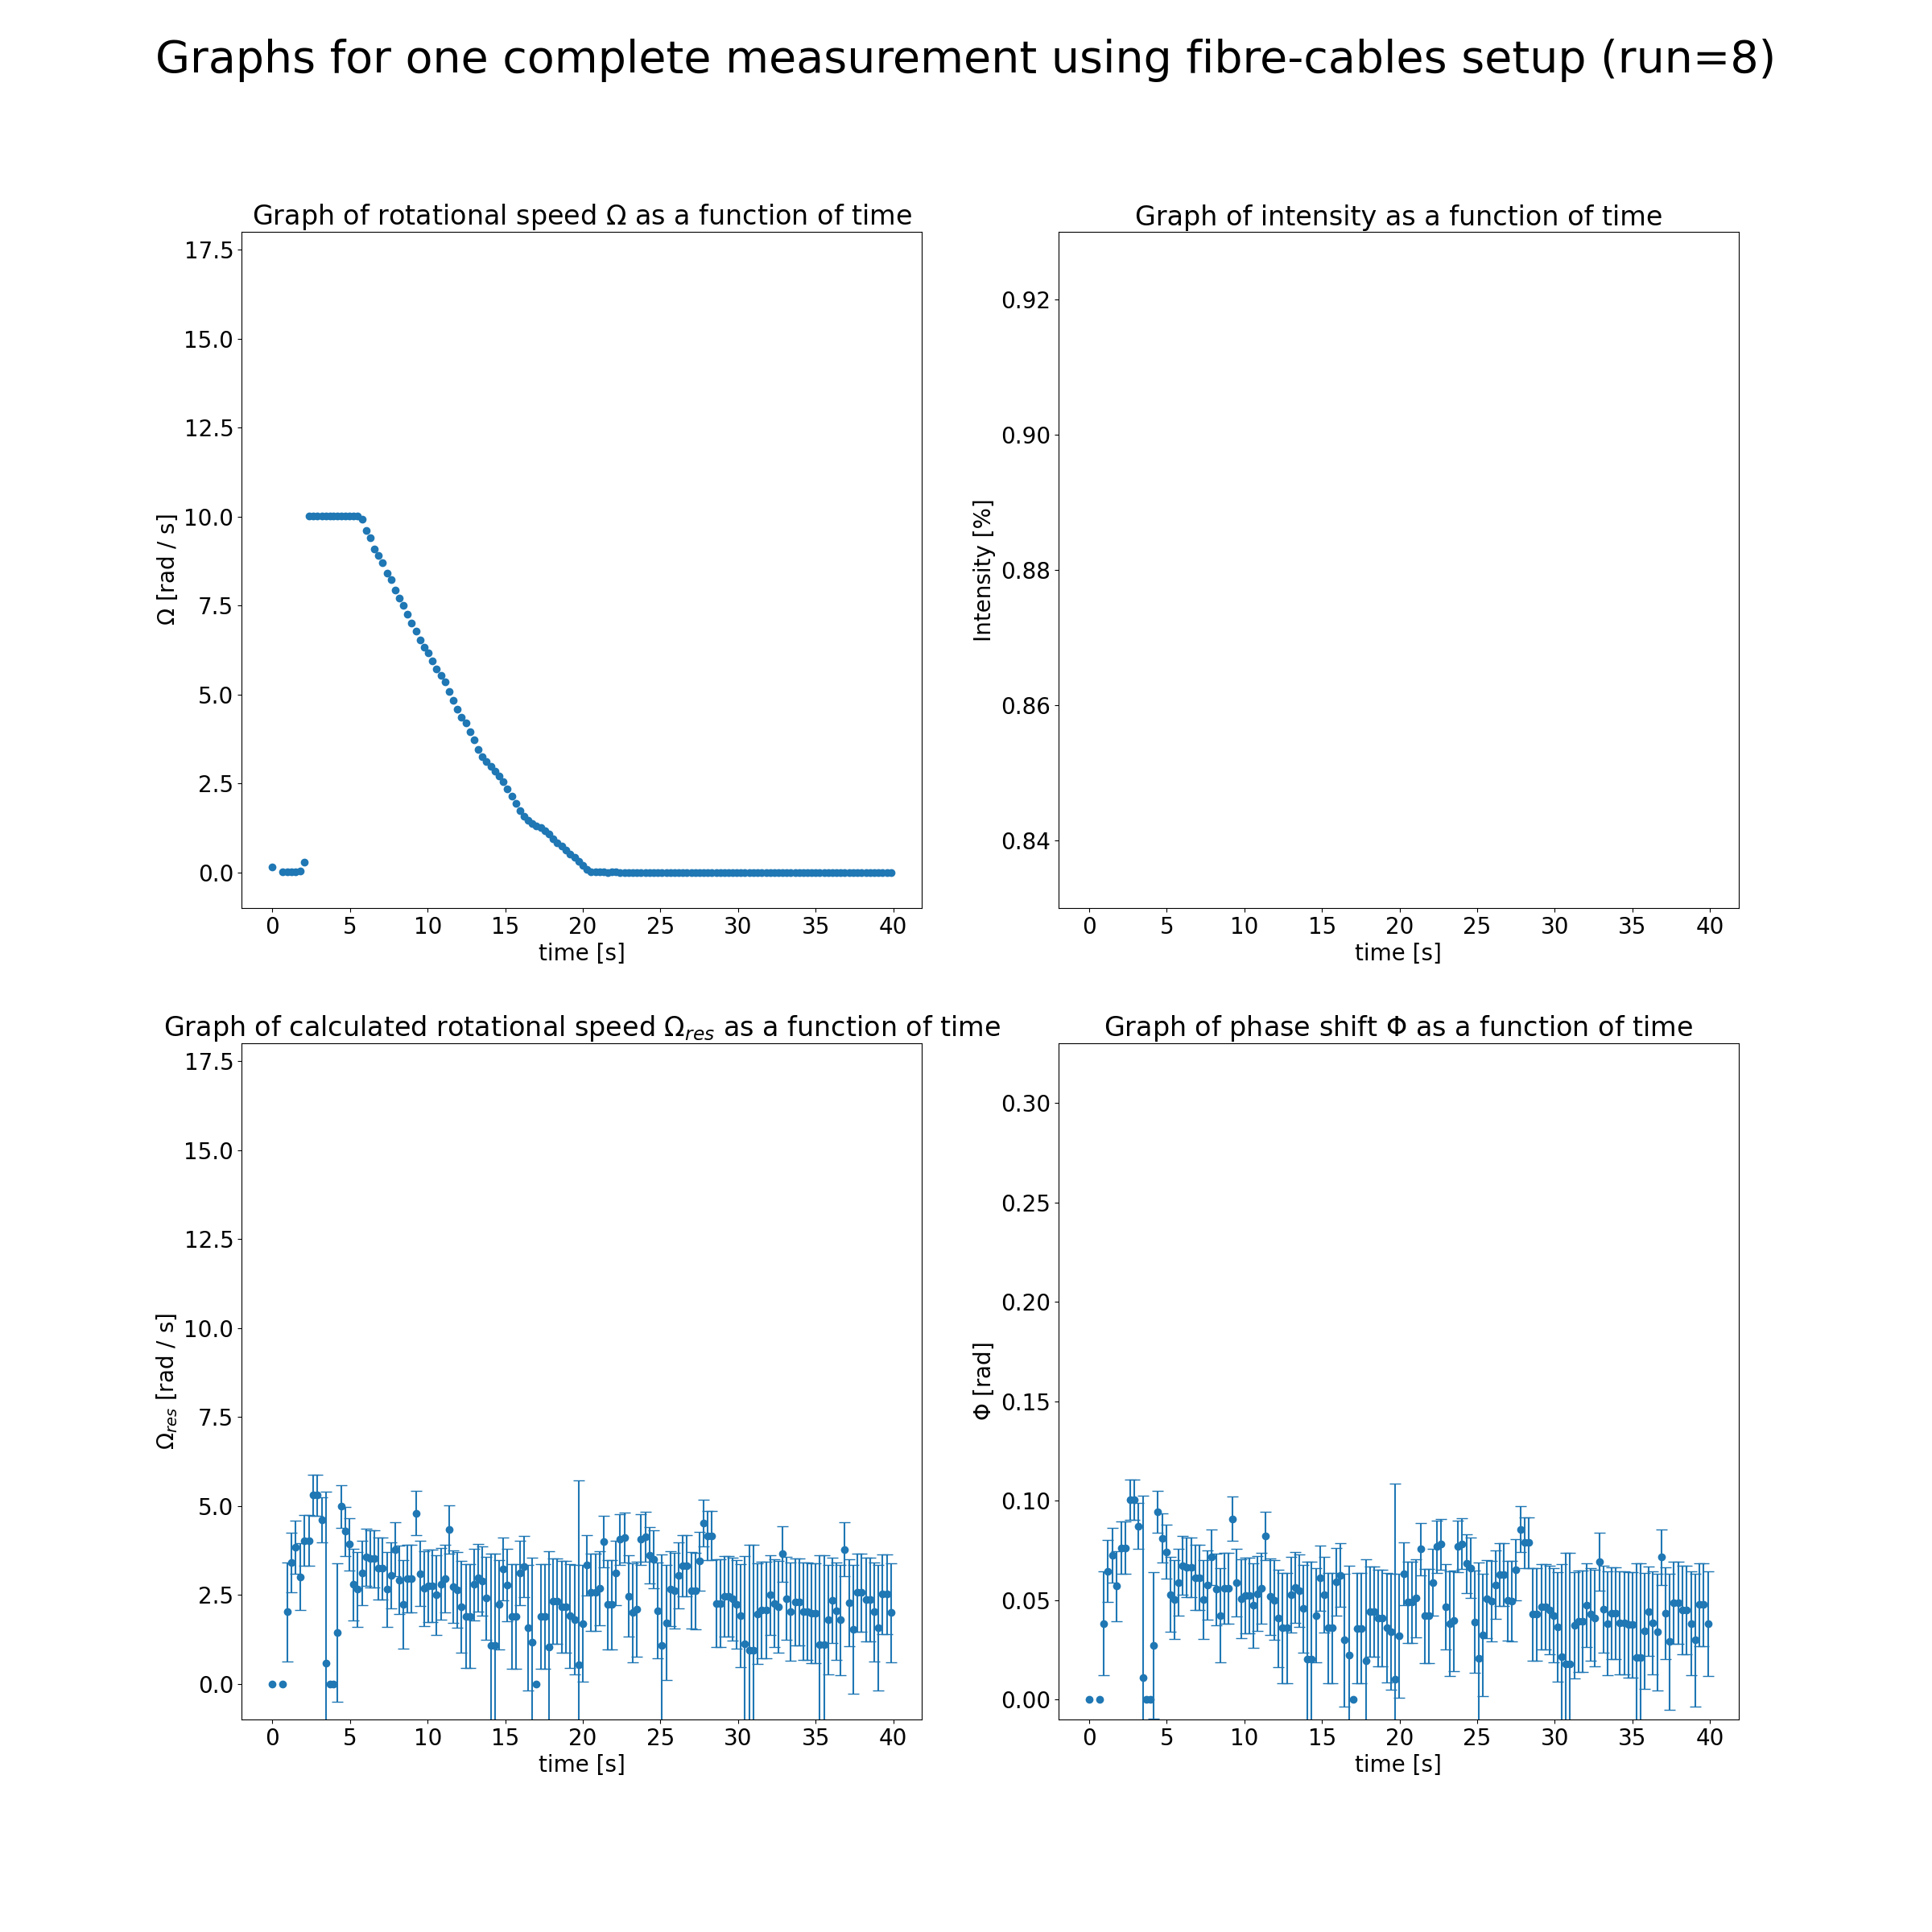 Graphs for one complete measurement using fibre-cables setup (run=8)
Graph of rotational speed Ω as a function of time
17.5
15.0
12.5
10.0
7.5
5.0
2.5
0.0
Ω [rad / s]
0 5 10 15 20 25 30 35 40
time [s]
Graph of intensity as a function of time
0.92
0.90
0.88
0.86
0.84
Intensity [%]
0 5 10 15 20 25 30 35 40
time [s]
Graph of calculated rotational speed Ω_res as a function of time
17.5
15.0
12.5
10.0
7.5
5.0
2.5
0.0
Ω_res [rad / s]
0 5 10 15 20 25 30 35 40
time [s]
Graph of phase shift Φ as a function of time
0.30
0.25
0.20
0.15
0.10
0.05
0.00
Φ [rad]
0 5 10 15 20 25 30 35 40
time [s]